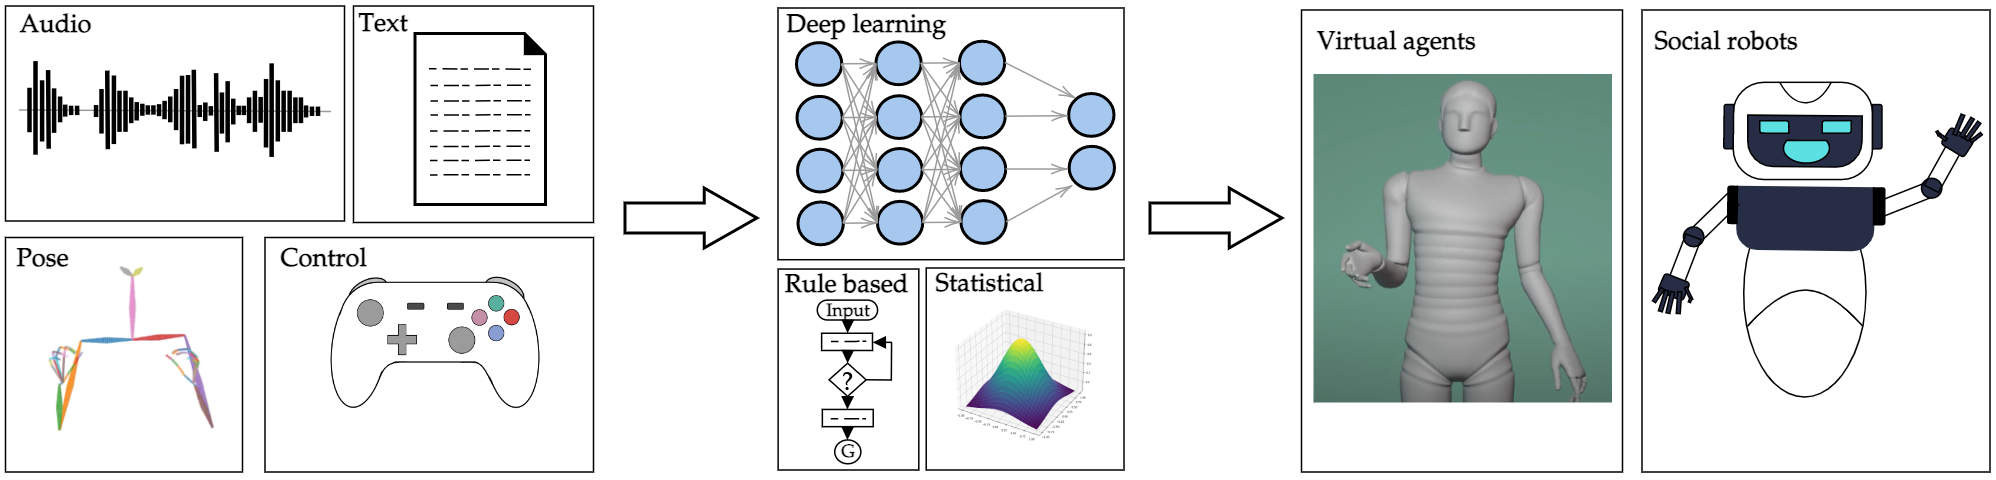 Audio
Text
Pose
Control
Deep learning
Rule based
Input
?
G
Statistical
Virtual agents
Social robots